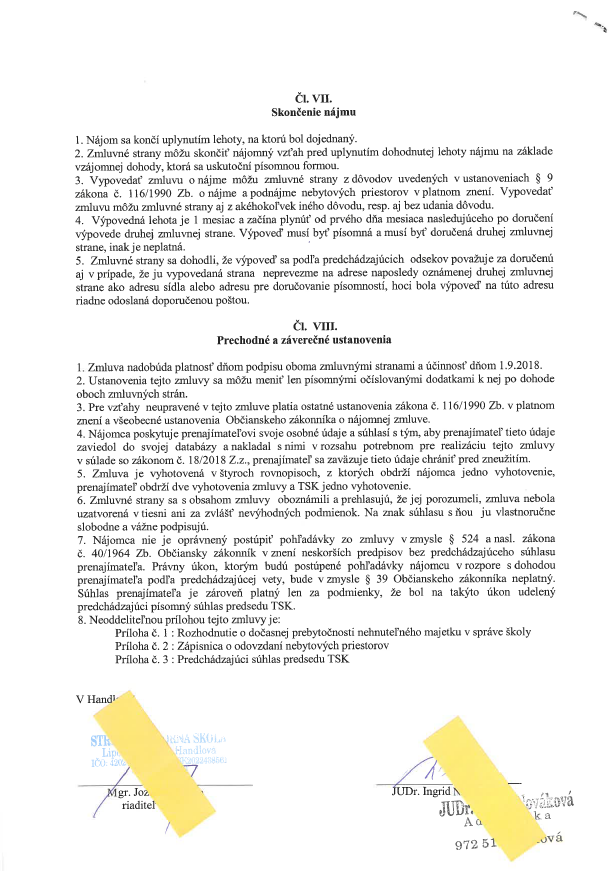 Čl. VII.
Skončenie nájmu
1. Nájom sa končí uplynutím lehoty, na ktorú bol dojednaný.
2. Zmluvné strany môžu skončiť nájomný vzťah pred uplynutím dohodnutej lehoty nájmu na základe
vzájomnej dohody, ktorá sa uskutoční písomnou formou.
3. Vypovedať zmluvu o nájme môžu zmluvné strany z dôvodov uvedených v ustanoveniach § 9
zákona č. 116/1990 Zb. o nájme a podnájme nebytových priestorov v platnom znení. Vypovedať
zmluvu môžu zmluvné strany aj z akéhokoľvek iného dôvodu, resp. aj bez udania dôvodu.
4. Výpovedná lehota je 1 mesiac a začína plynúť od prvého dňa mesiaca nasledujúceho po doručení
výpovede druhej zmluvnej strane. Výpoveď musí byť písomná a musí byť doručená druhej zmluvnej
strane, inak je neplatná.
5. Zmluvné strany sa dohodli, že výpoveď sa podľa predchádzajúcich odsekov považuje za doručenú
aj v prípade, že ju vypovedaná strana neprevezme na adrese naposledy oznámenej druhej zmluvnej
strane ako adresu sídla alebo adresu pre doručovanie písomností, hoci bola výpoveď na túto adresu
riadne odoslaná doporučenou poštou.
Čl. VIII.
Prechodné a záverečné ustanovenia
1. Zmluva nadobúda platnosť dňom podpisu oboma zmluvnými stranami a účinnosť dňom 1.9.2018.
2. Ustanovenia tejto zmluvy sa môžu meniť len písomnými očíslovanými dodatkami k nej po dohode
oboch zmluvných strán.
3. Pre vzťahy neupravené v tejto zmluve platia ostatné ustanovenia zákona č. 116/1990 Zb. v platnom
znení a všeobecné ustanovenia Občianskeho zákonníka o nájomnej zmluve.
4. Nájomca poskytuje prenajímateľovi svoje osobné údaje a súhlasí s tým, aby prenajímateľ tieto údaje
zaviedol do svojej databázy a nakladal s nimi v rozsahu potrebnom pre realizáciu tejto zmluvy
v súlade so zákonom č. 18/2018 Z.z., prenajímateľ sa zaväzuje tieto údaje chrániť pred zneužitím.
5. Zmluva je vyhotovená v štyroch rovnopisoch, z ktorých obdrží nájomca jedno vyhotovenie,
prenajímateľ obdrží dve vyhotovenia zmluvy a TSK jedno vyhotovenie.
6. Zmluvné strany sa s obsahom zmluvy oboznámili a prehlasujú, že jej porozumeli, zmluva nebola
uzatvorená v tiesni ani za zvlášť nevýhodných podmienok. Na znak súhlasu s ňou ju vlastnoručne
slobodne a vážne podpisujú.
7. Nájomca nie je oprávnený postúpiť pohľadávky zo zmluvy v zmysle § 524 a nasl. zákona
č. 40/1964 Zb. Občiansky zákonník v znení neskorších predpisov bez predchádzajúceho súhlasu
prenajímateľa. Právny úkon, ktorým budú postúpené pohľadávky nájomcu v rozpore s dohodou
prenajímateľa podľa predchádzajúcej vety, bude v zmysle § 39 Občianskeho zákonníka neplatný.
Súhlas prenajímateľa je zároveň platný len za podmienky, že bol na takýto úkon udelený
predchádzajúci písomný súhlas predsedu TSK.
8. Neoddeliteľnou prílohou tejto zmluvy je:
Príloha č. 1 : Rozhodnutie o dočasnej prebytočnosti nehnuteľného majetku v správe školy
Príloha č. 2 : Zápisnica o odovzdaní nebytových priestorov
Príloha č. 3 : Predchádzajúci súhlas predsedu TSK
V Handl
STR
Handlová
IČO:
Mgr. Joz
riaditeľ
JUDr. Ingrid N
JUDr. ováková
A d k a
972 51 ová